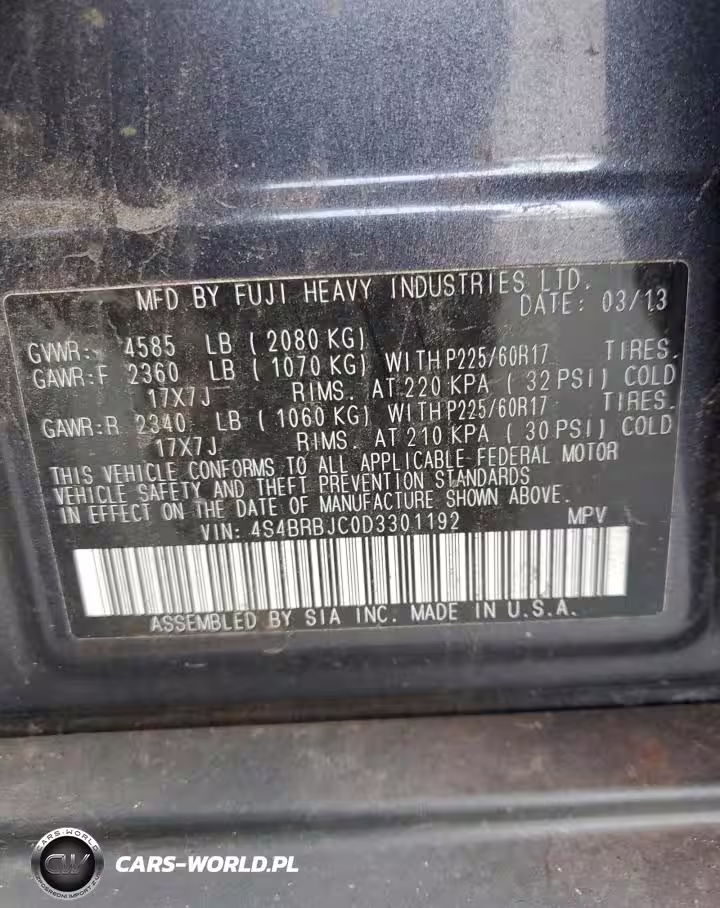 MFD BY FUJI HEAVY INDUSTRIES LTD.
DATE: 03/13
GVWR: 4585 LB (2080 KG)
GAWR:F 2360 LB (1070 KG) WITH P225/60R17 TIRES.
17X7J RIMS. AT 220 KPA (32 PSI) COLD
GAWR:R 2340 LB (1060 KG) WITH P225/60R17 TIRES.
17X7J RIMS. AT 210 KPA (30 PSI) COLD
THIS VEHICLE CONFORMS TO ALL APPLICABLE FEDERAL MOTOR
VEHICLE SAFETY AND THEFT PREVENTION STANDARDS
IN EFFECT ON THE DATE OF MANUFACTURE SHOWN ABOVE.
VIN: 4S4BRBJC0D3301192 MPV
ASSEMBLED BY SIA INC. MADE IN U.S.A.
CARS-WORLD
CW
CARS-WORLD.PL